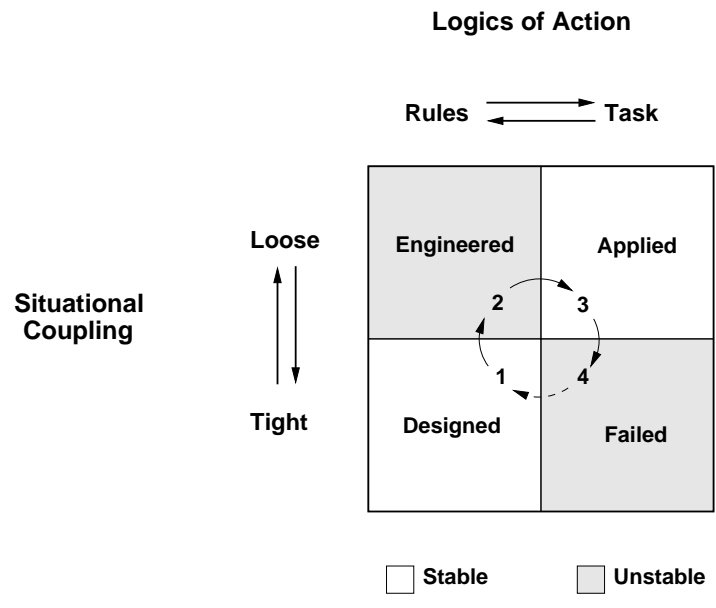 Logics of Action
Rules Task
Loose
Engineered Applied
Situational
Coupling
2 3
1 4
Tight
Designed Failed
Stable Unstable